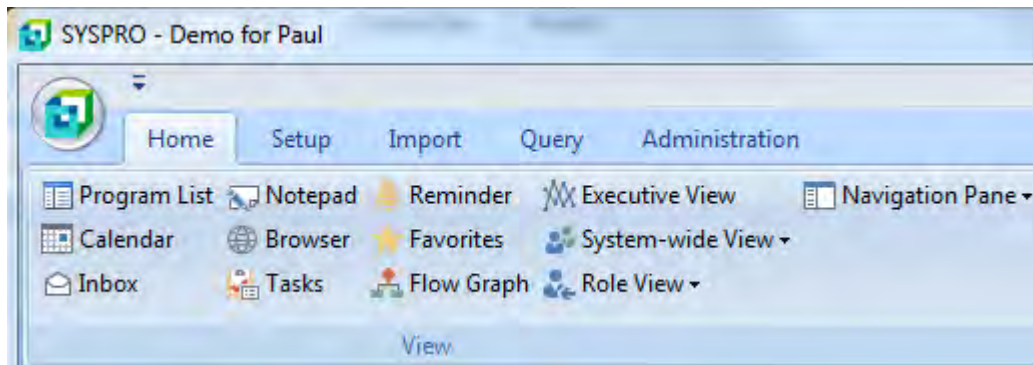 SYSPRO - Demo for Paul
Home Setup Import Query Administration
Program List Notepad Reminder Executive View Navigation Pane
Calendar Browser Favorites System-wide View
Inbox Tasks Flow Graph Role View
View